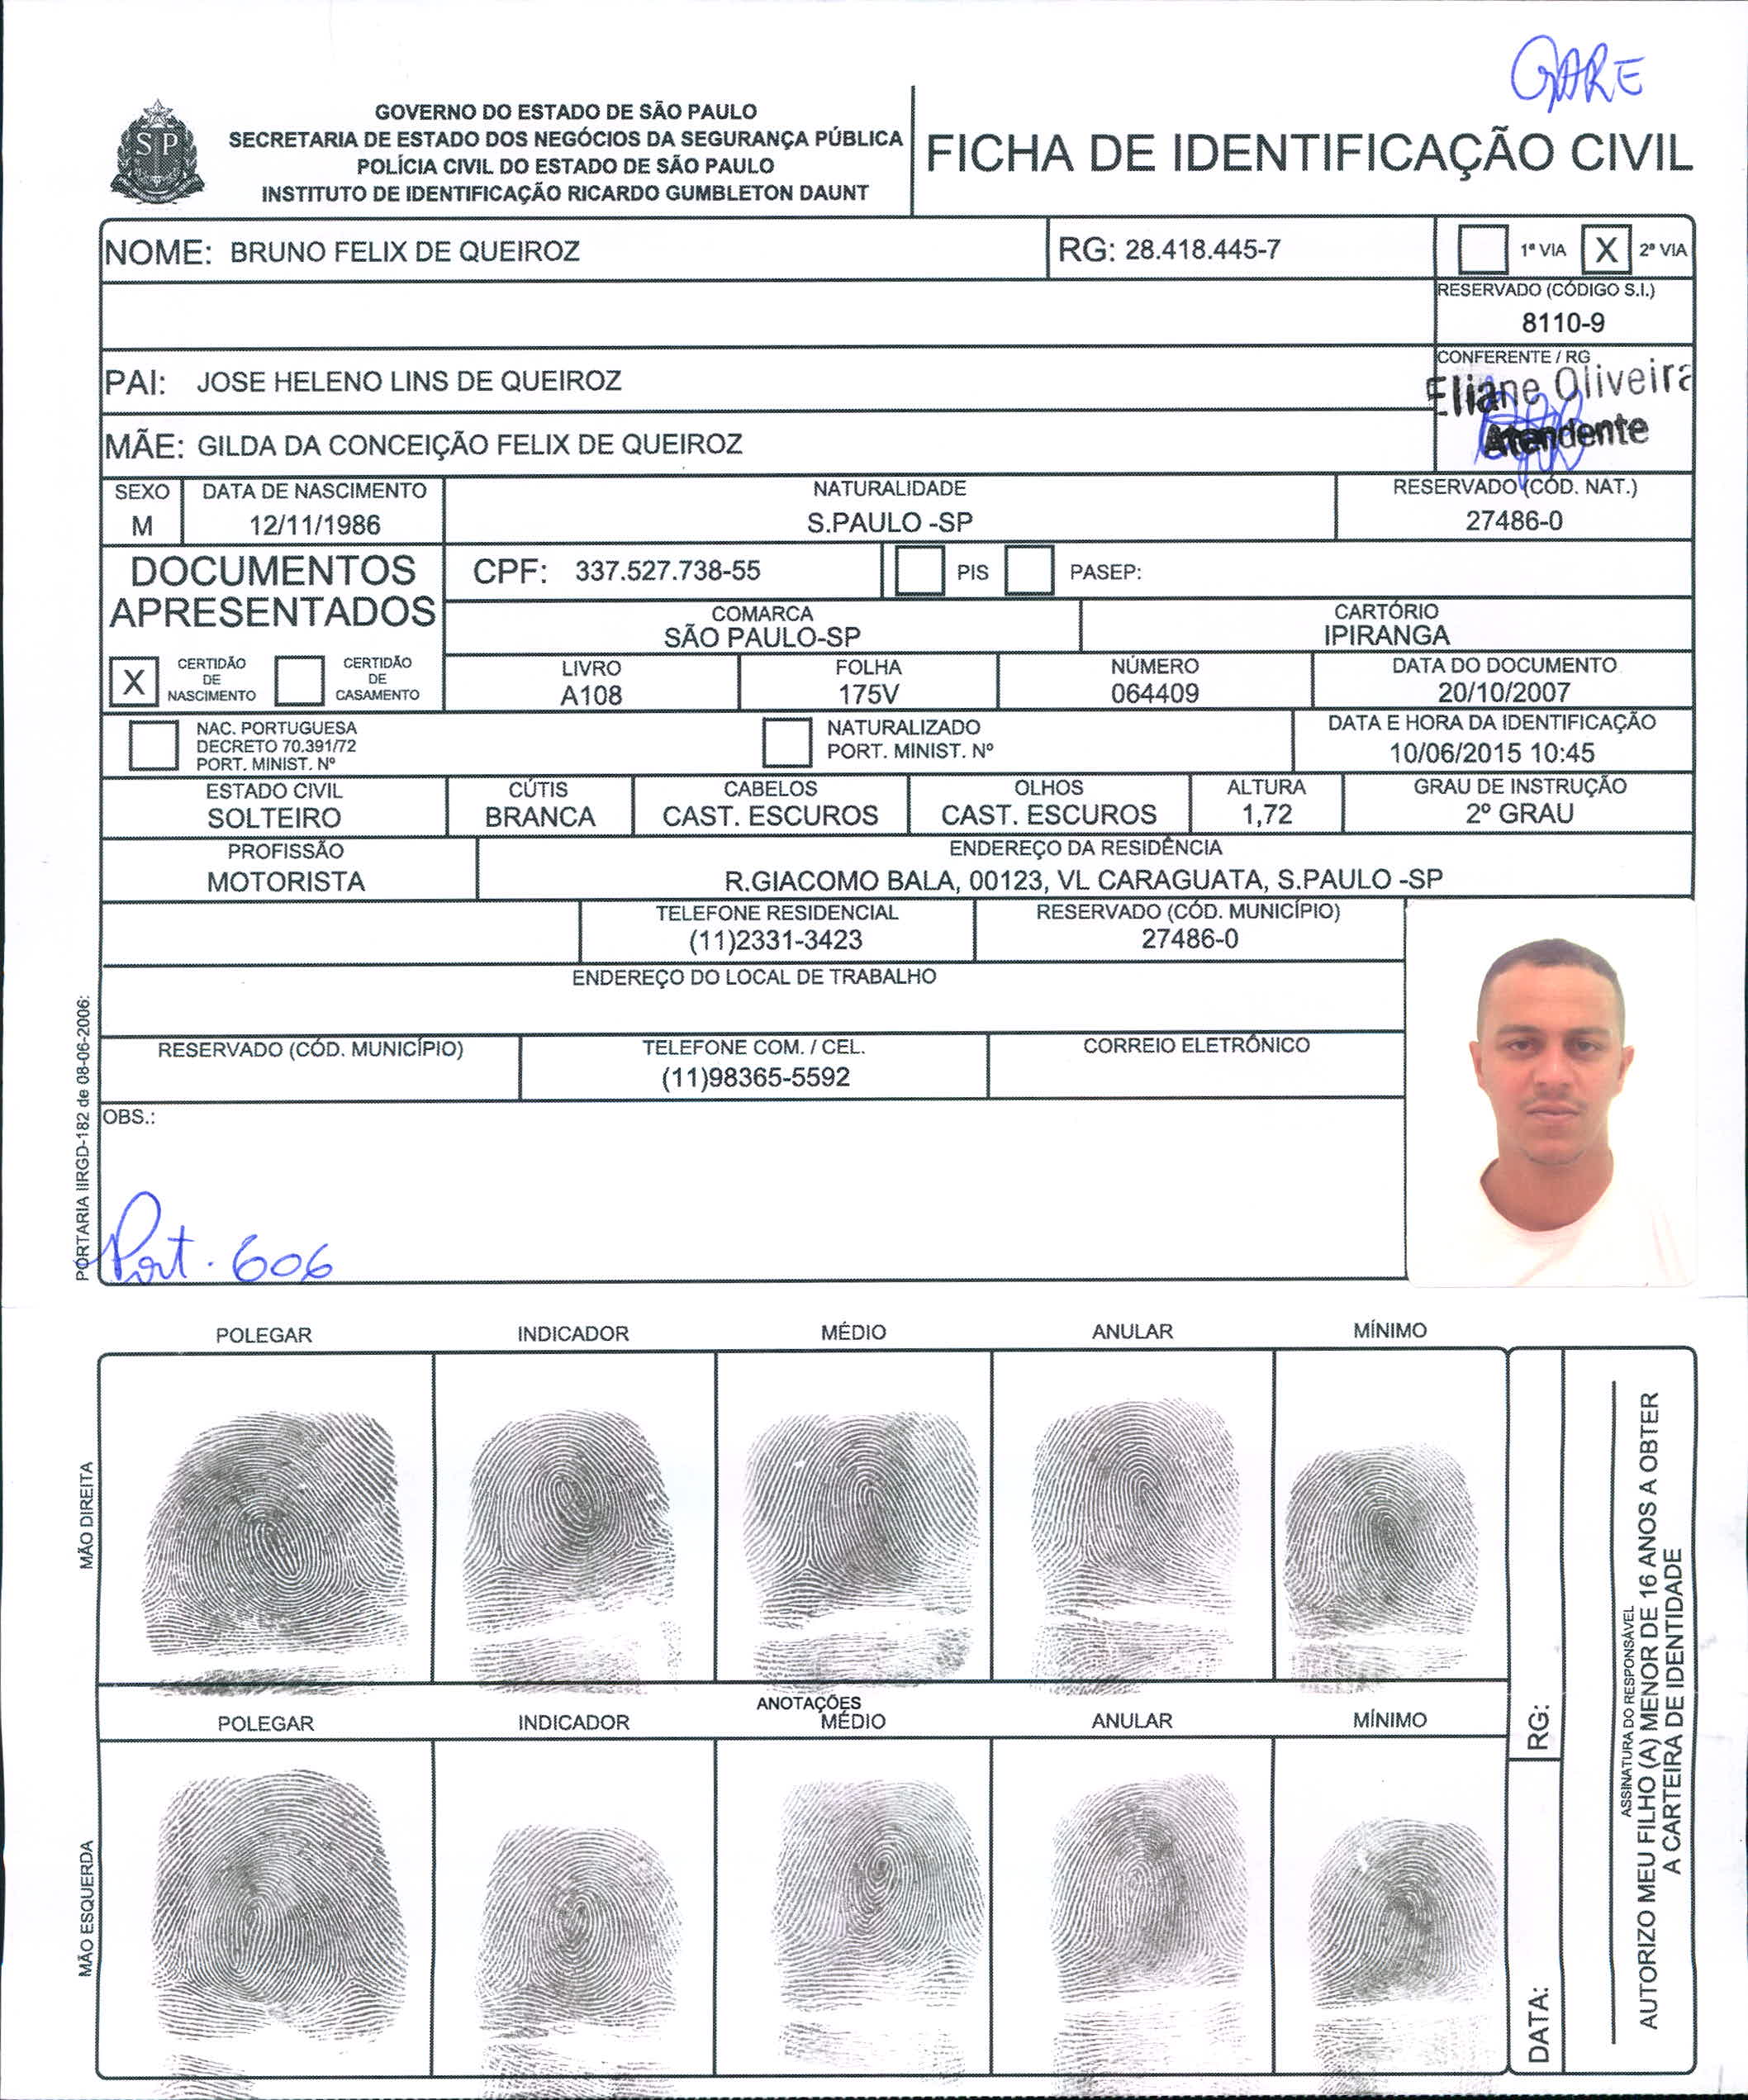 GARE
GOVERNO DO ESTADO DE SÃO PAULO
SECRETARIA DE ESTADO DOS NEGÓCIOS DA SEGURANÇA PÚBLICA
POLÍCIA CIVIL DO ESTADO DE SÃO PAULO
INSTITUTO DE IDENTIFICAÇÃO RICARDO GUMBLETON DAUNT
SP
FICHA DE IDENTIFICAÇÃO CIVIL
NOME: BRUNO FELIX DE QUEIROZ
RG: 28.418.445-7
1ª VIA X 2ª VIA
RESERVADO (CÓDIGO S.I.)
8110-9
PAI: JOSE HELENO LINS DE QUEIROZ
CONFERENTE / RG
Eliane Oliveira
Atendente
MÃE: GILDA DA CONCEIÇÃO FELIX DE QUEIROZ
SEXO
M
DATA DE NASCIMENTO
12/11/1986
NATURALIDADE
S.PAULO -SP
RESERVADO (CÓD. NAT.)
27486-0
DOCUMENTOS
APRESENTADOS
CPF: 337.527.738-55
PIS
PASEP:
COMARCA
SÃO PAULO-SP
CARTÓRIO
IPIRANGA
X CERTIDÃO
DE
NASCIMENTO
CERTIDÃO
DE
CASAMENTO
LIVRO
A108
FOLHA
175V
NÚMERO
064409
DATA DO DOCUMENTO
20/10/2007
NAC. PORTUGUESA
DECRETO 70.391/72
PORT. MINIST. Nº
NATURALIZADO
PORT. MINIST. Nº
DATA E HORA DA IDENTIFICAÇÃO
10/06/2015 10:45
ESTADO CIVIL
SOLTEIRO
CÚTIS
BRANCA
CABELOS
CAST. ESCUROS
OLHOS
CAST. ESCUROS
ALTURA
1,72
GRAU DE INSTRUÇÃO
2º GRAU
PROFISSÃO
MOTORISTA
ENDEREÇO DA RESIDÊNCIA
R.GIACOMO BALA, 00123, VL CARAGUATA, S.PAULO -SP
TELEFONE RESIDENCIAL
(11)2331-3423
RESERVADO (CÓD. MUNICÍPIO)
27486-0
ENDEREÇO DO LOCAL DE TRABALHO
RESERVADO (CÓD. MUNICÍPIO)
TELEFONE COM. / CEL.
(11)98365-5592
CORREIO ELETRÔNICO
OBS.:
Port. 606
PORTARIA IIRGD-182 de 08-06-2006:
POLEGAR INDICADOR MÉDIO ANULAR MÍNIMO
MÃO DIREITA
ANOTAÇÕES
POLEGAR INDICADOR MÉDIO ANULAR MÍNIMO
MÃO ESQUERDA
RG:
DATA:
ASSINATURA DO RESPONSÁVEL
AUTORIZO MEU FILHO (A) MENOR DE 16 ANOS A OBTER
A CARTEIRA DE IDENTIDADE